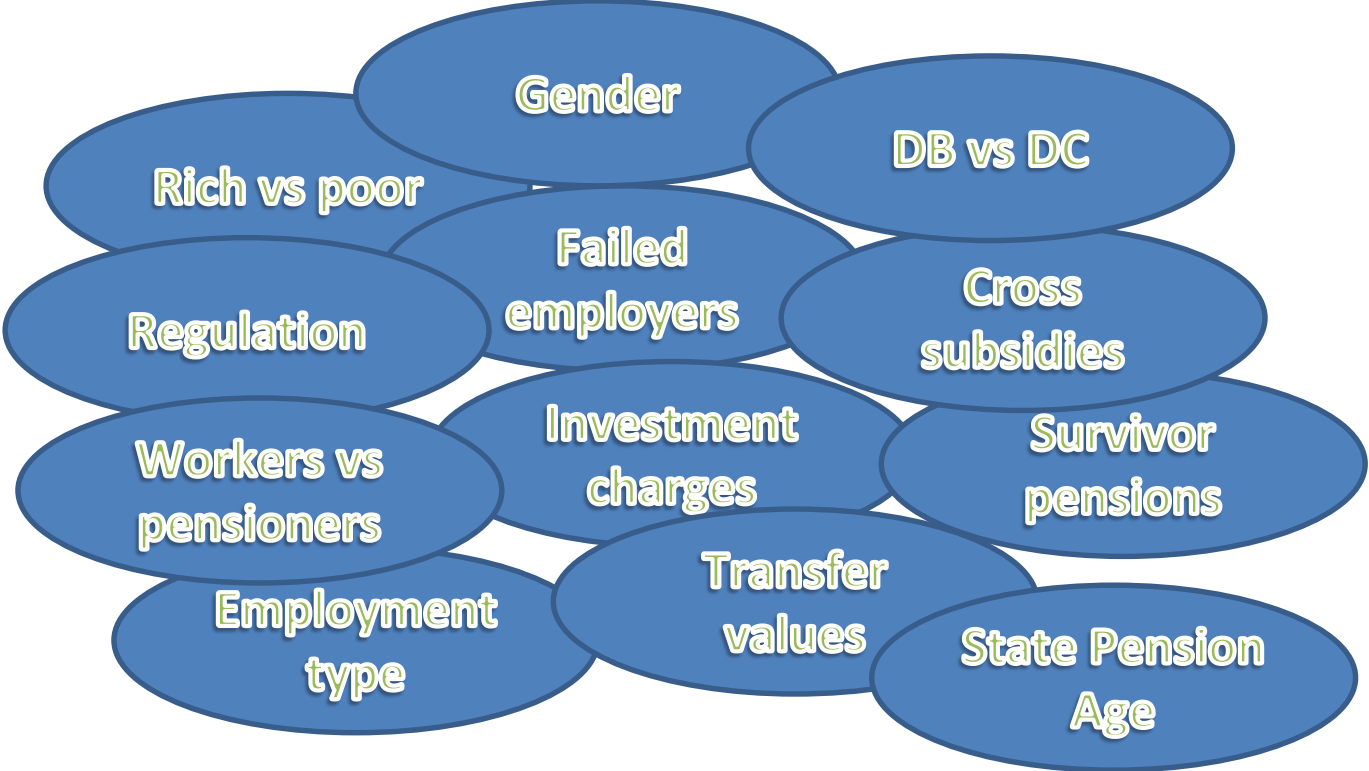 Gender
DB vs DC
Rich vs poor
Failed
employers
Cross
subsidies
Regulation
Investment
charges
Survivor
pensions
Workers vs
pensioners
Transfer
values
Employment
type
State Pension
Age